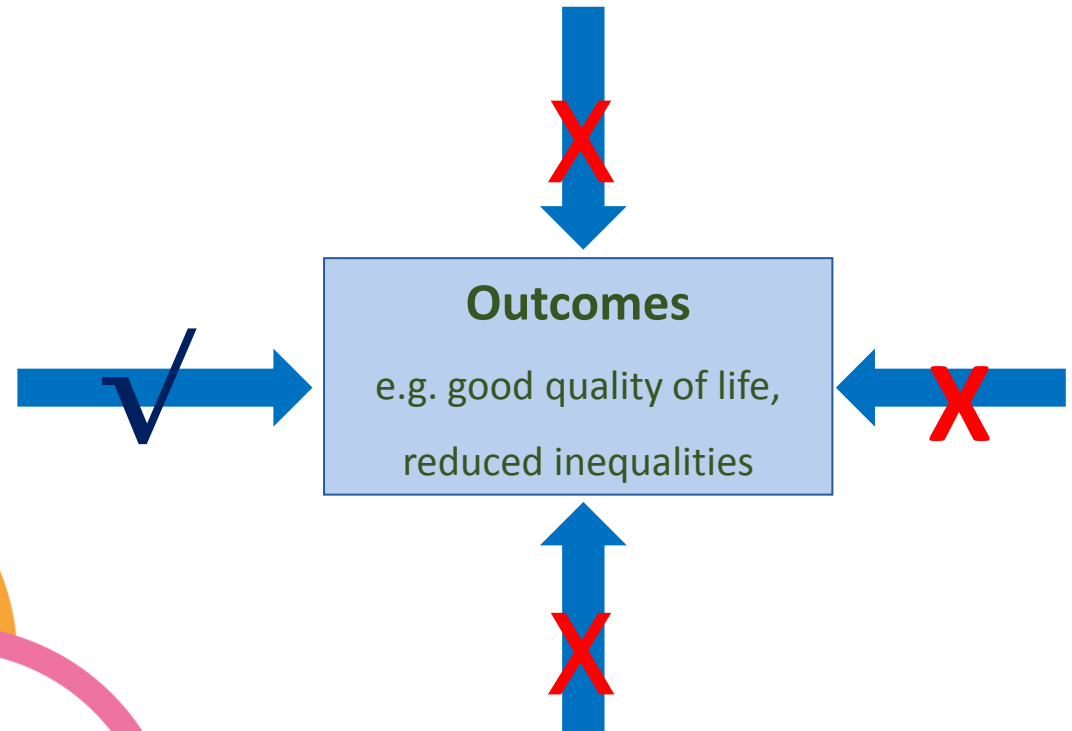 X
Outcomes
e.g. good quality of life,
reduced inequalities
√
X
X